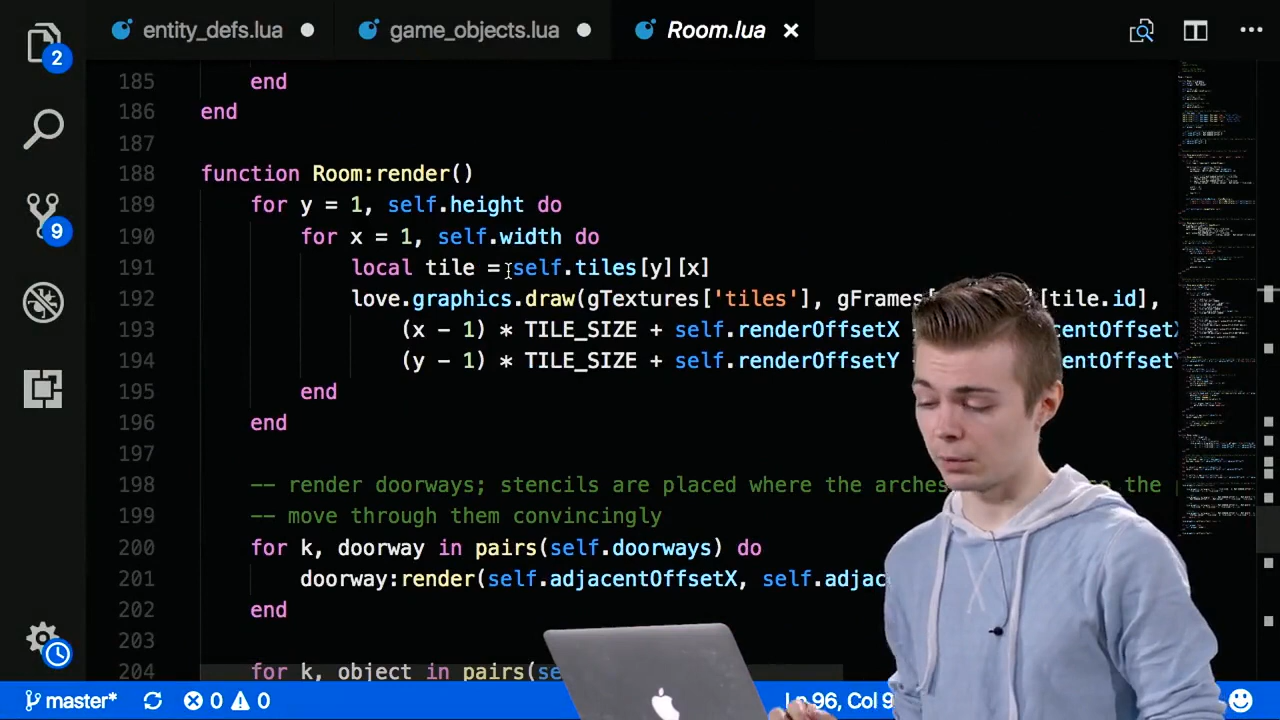 entity_defs.lua game_objects.lua Room.lua
2
185 end
186 end
187
188 function Room:render()
189 for y = 1, self.height do
190 for x = 1, self.width do
191 local tile = self.tiles[y][x]
192 love.graphics.draw(gTextures['tiles'], gFrames[ [tile.id],
193 (x - 1) * TILE_SIZE + self.renderOffsetX
194 (y - 1) * TILE_SIZE + self.renderOffsetY
195 end
196 end
197
198 -- render doorways; stencils are placed where the arches the
199 -- move through them convincingly
200 for k, doorway in pairs(self.doorways) do
201 doorway:render(self.adjacentOffsetX, self.adjac
202 end
203
204 for k, object in pairs(se
9
master* 0 0 Ln 96, Col 9